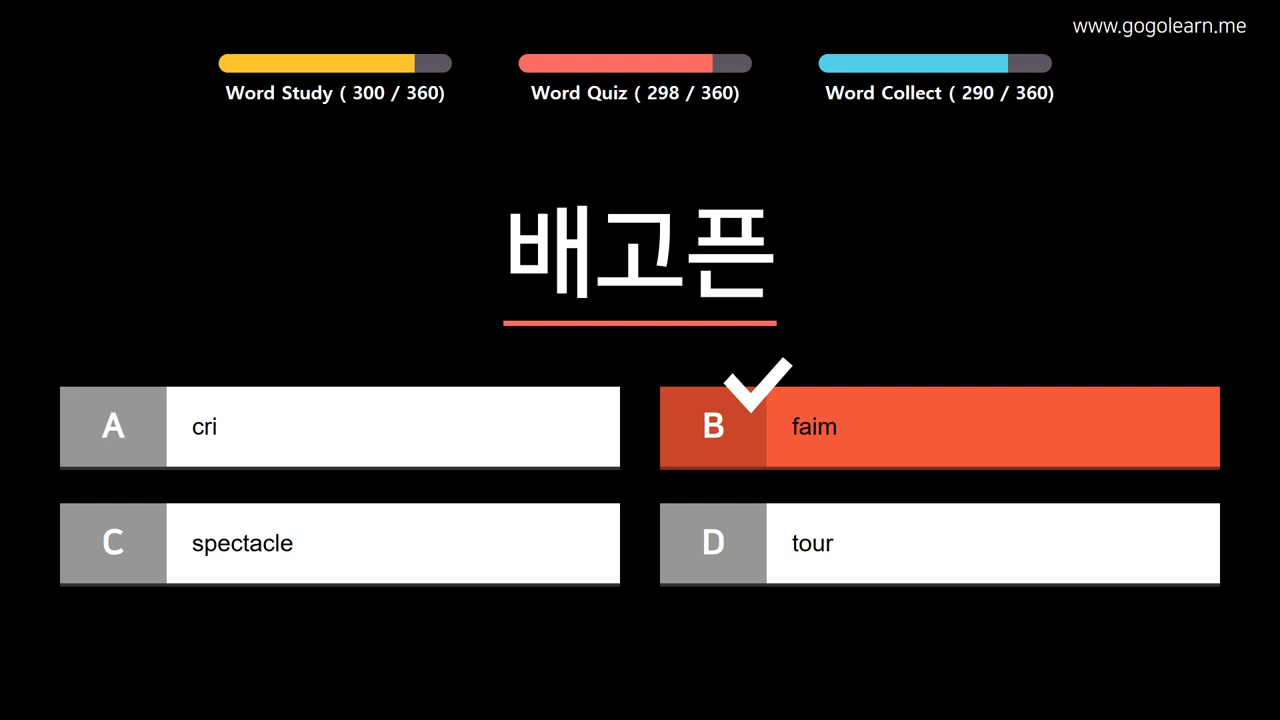 www.gogolearn.me
Word Study ( 300 / 360)
Word Quiz ( 298 / 360)
Word Collect ( 290 / 360)
배고픈
A cri
B faim
C spectacle
D tour